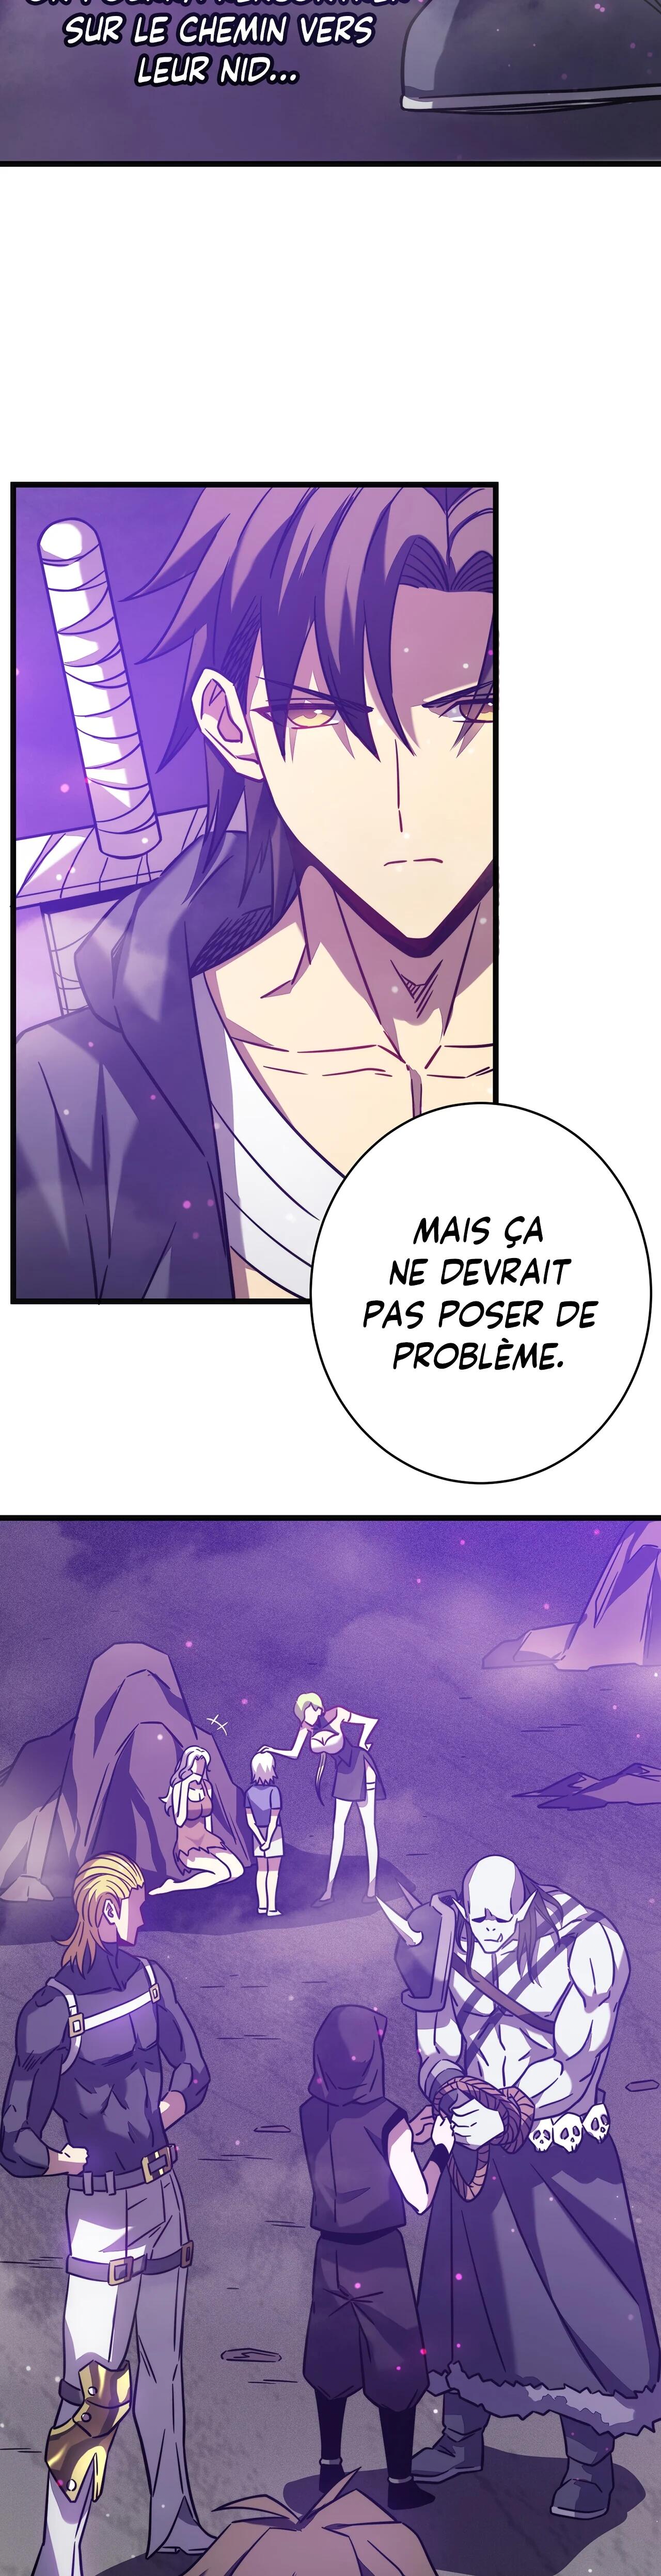 SUR LE CHEMIN VERS
LEUR NID...
MAIS ÇA
NE DEVRAIT
PAS POSER DE
PROBLÈME.